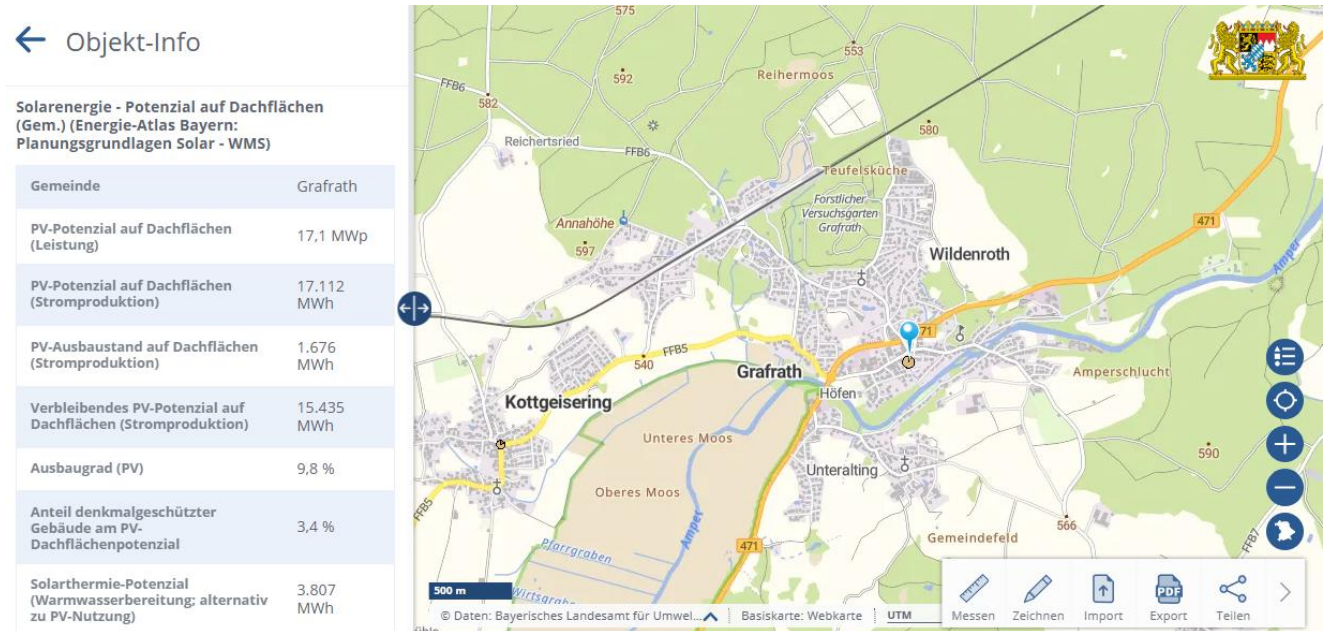 Objekt-Info
Solarenergie - Potenzial auf Dachflächen
(Gem.) (Energie-Atlas Bayern:
Planungsgrundlagen Solar - WMS)
Gemeinde
Grafrath
PV-Potenzial auf Dachflächen
(Leistung)
17,1 MWp
PV-Potenzial auf Dachflächen
(Stromproduktion)
17.112
MWh
PV-Ausbaustand auf Dachflächen
(Stromproduktion)
1.676
MWh
Verbleibendes PV-Potenzial auf
Dachflächen (Stromproduktion)
15.435
MWh
Ausbaugrad (PV)
9,8 %
Anteil denkmalgeschützter
Gebäude am PV-
Dachflächenpotenzial
3,4 %
Solarthermie-Potenzial
(Warmwasserbereitung; alternativ
zu PV-Nutzung)
3.807
MWh
575
553
592
Reihermoos
FFB6
582
580
Reichertsried
FFB6
Teufelsküche
Forstlicher
Versuchsgarten
Grafrath
Annahöhe
597
471
Amper
Wildenroth
71
FFB5
540
Grafrath
Amperschlucht
Höfen
Kottgeisering
Unteres Moos
590
Unteralting
Oberes Moos
FFB5
Amper
566
Gemeindefeld
FFB7
471
Pfarrgraben
Wirtsgrabe
500 m
© Daten: Bayerisches Landesamt für Umwel...
Basiskarte: Webkarte
UTM
Messen
Zeichnen
Import
PDF
Export
Teilen